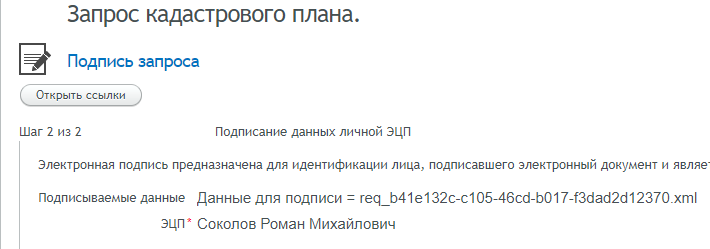 Запрос кадастрового плана.
Подпись запроса
Открыть ссылки
Шаг 2 из 2 Подписание данных личной ЭЦП
Электронная подпись предназначена для идентификации лица, подписавшего электронный документ и являет
Подписываемые данные Данные для подписи = req_b41e132c-c105-46cd-b017-f3dad2d12370.xml
ЭЦП* Соколов Роман Михайлович